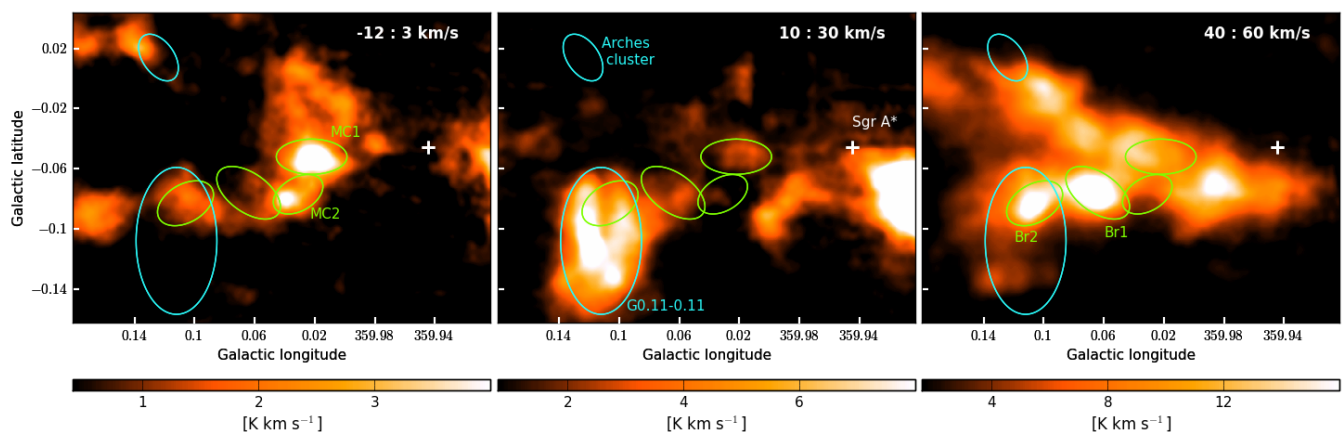 -12 : 3 km/s
10 : 30 km/s
40 : 60 km/s
Arches
cluster
MC1
MC2
Sgr A*
G0.11-0.11
Br2
Br1
Galactic latitude
0.02
−0.02
−0.06
−0.1
−0.14
0.14 0.1 0.06 0.02 359.98 359.94
0.14 0.1 0.06 0.02 359.98 359.94
0.14 0.1 0.06 0.02 359.98 359.94
Galactic longitude
Galactic longitude
Galactic longitude
1 2 3
2 4 6
4 8 12
[K km s⁻¹]
[K km s⁻¹]
[K km s⁻¹]